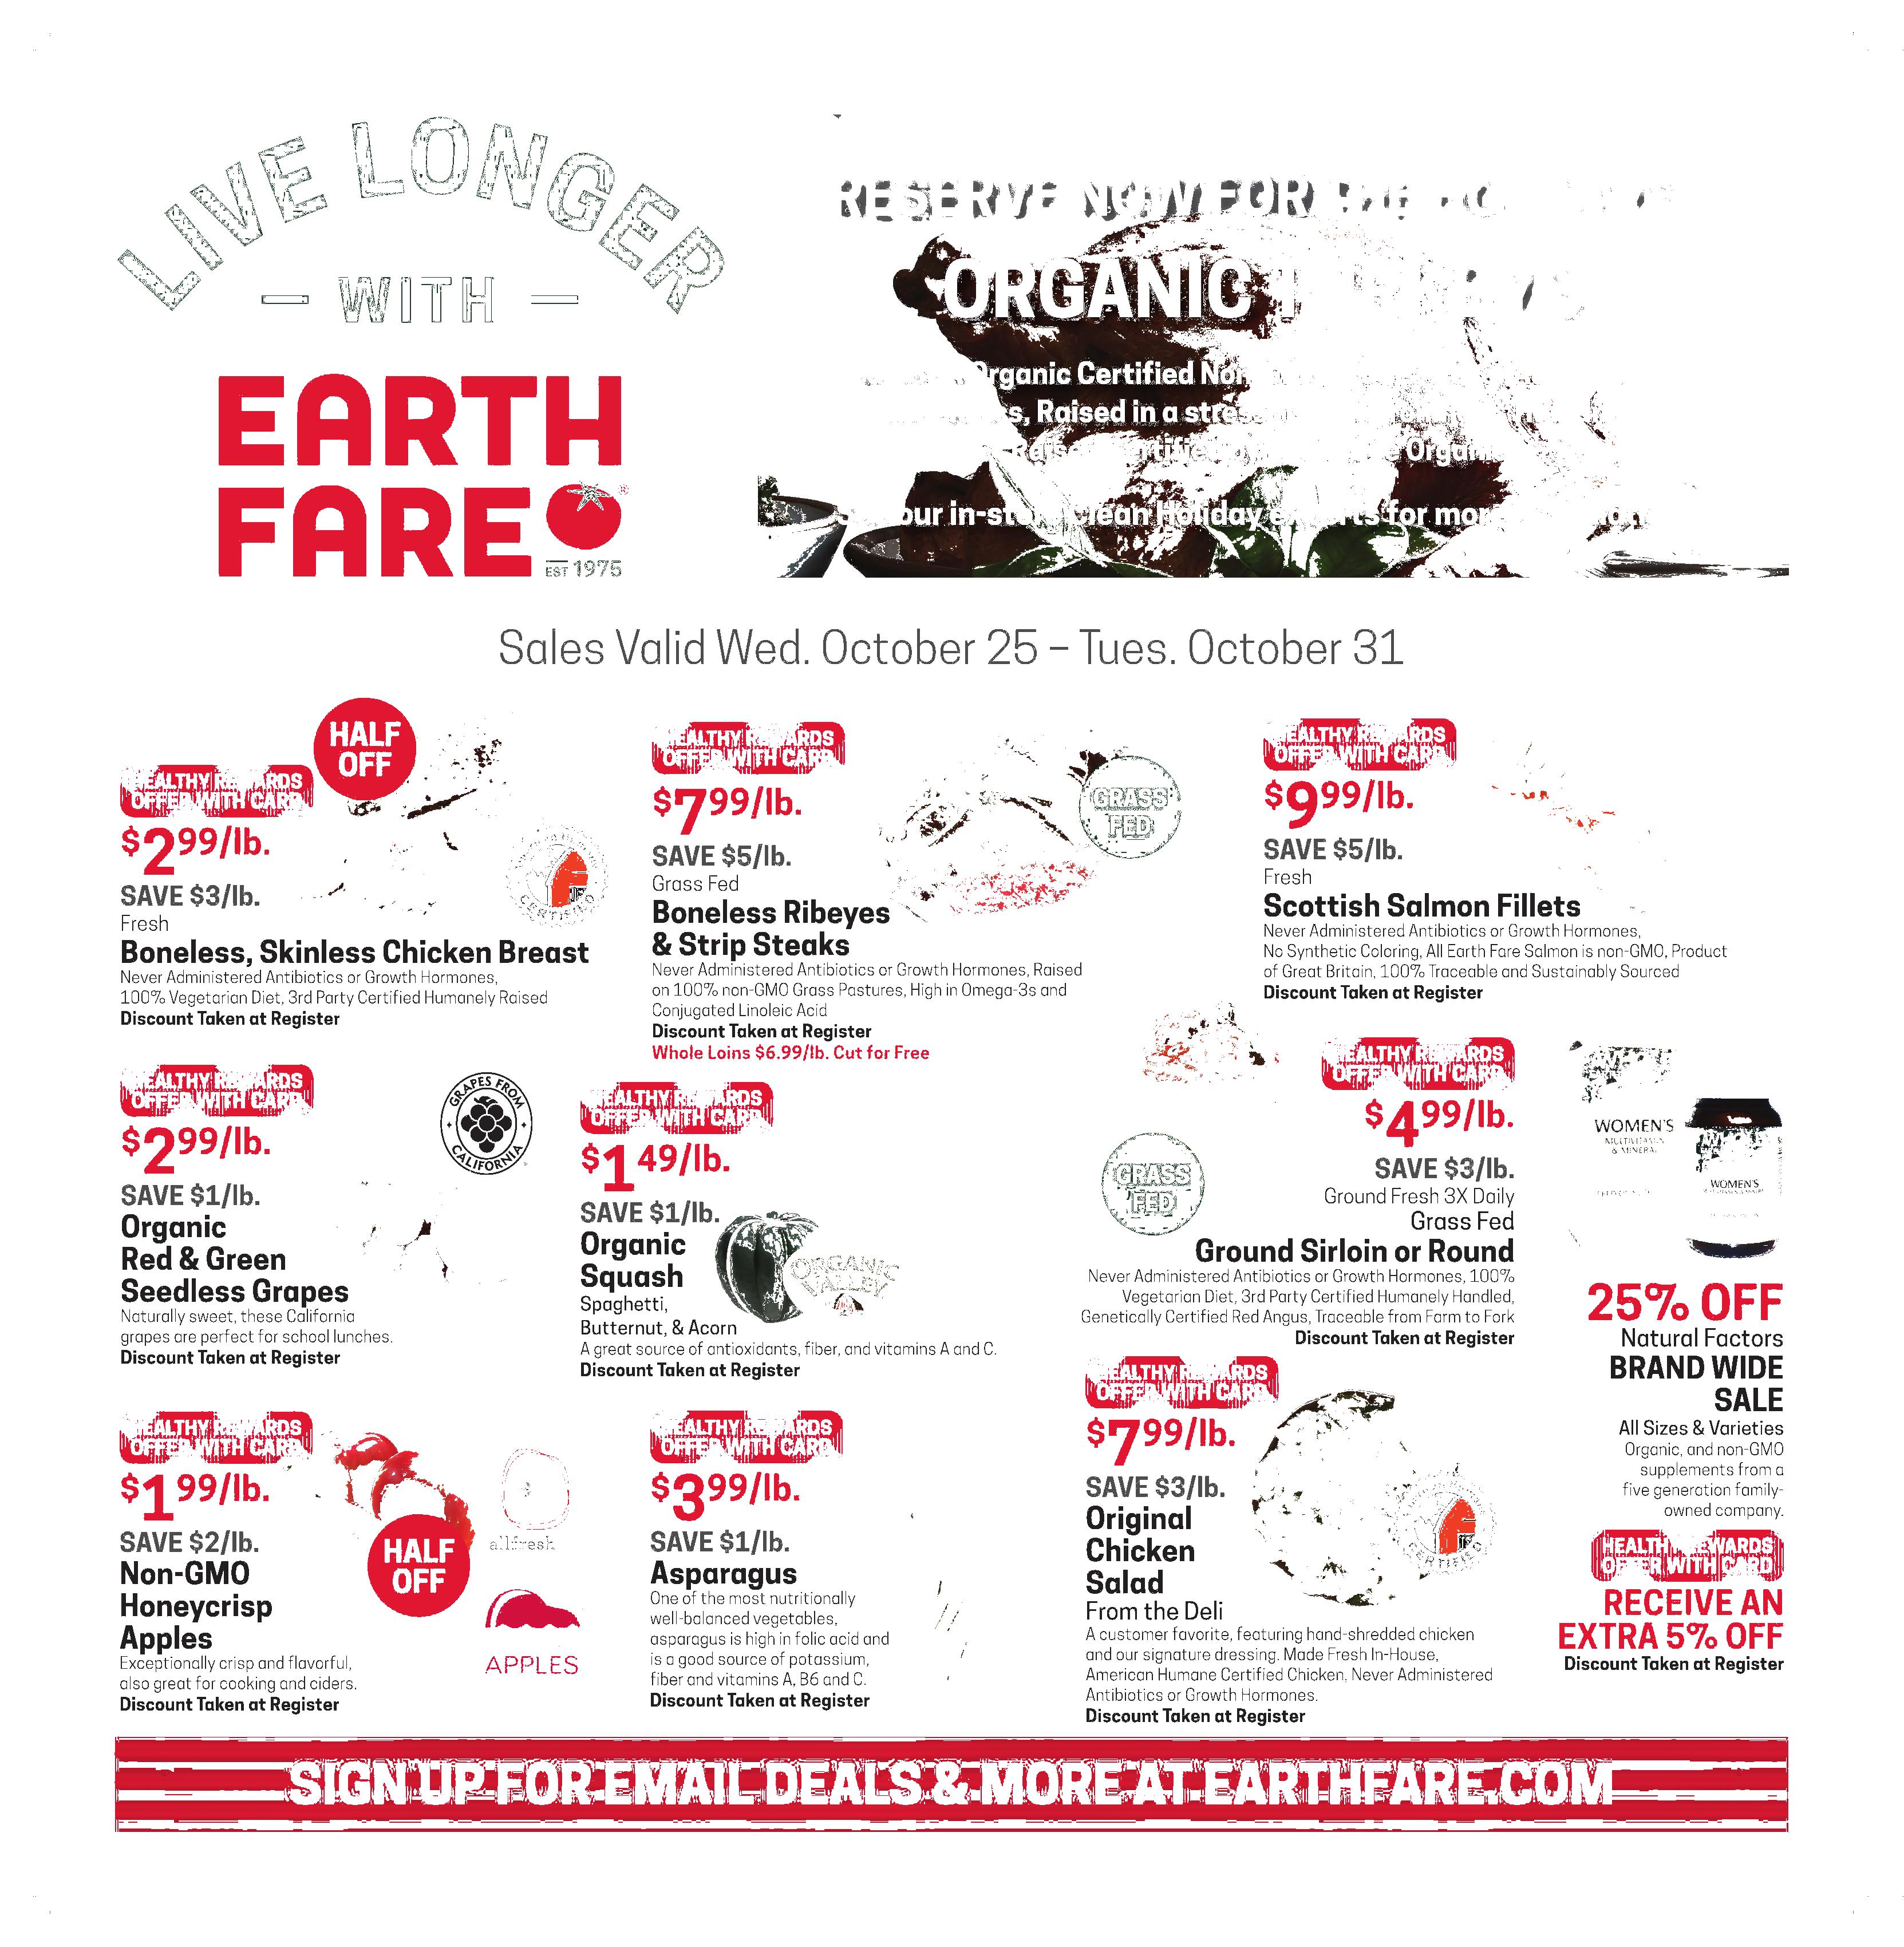 LIVE LONGER
WITH
EARTH
FARE
EST 1975
RESERVE NOW FOR
ORGANIC
Organic Certified
Raised in a
our in-store Clean Holiday experts for more
Sales Valid Wed. October 25 – Tues. October 31
HALF
OFF
HEALTHY REWARDS
OFFER WITH CARD
$2 99/lb.
SAVE $3/lb.
Fresh
Boneless, Skinless Chicken Breast
Never Administered Antibiotics or Growth Hormones,
100% Vegetarian Diet, 3rd Party Certified Humanely Raised
Discount Taken at Register
CERTIFIED
HEALTHY REWARDS
OFFER WITH CARD
$7 99/lb.
SAVE $5/lb.
Grass Fed
Boneless Ribeyes
& Strip Steaks
Never Administered Antibiotics or Growth Hormones, Raised
on 100% non-GMO Grass Pastures, High in Omega-3s and
Conjugated Linoleic Acid
Discount Taken at Register
Whole Loins $6.99/lb. Cut for Free
GRASS
FED
HEALTHY REWARDS
OFFER WITH CARD
$9 99/lb.
SAVE $5/lb.
Fresh
Scottish Salmon Fillets
Never Administered Antibiotics or Growth Hormones,
No Synthetic Coloring, All Earth Fare Salmon is non-GMO, Product
of Great Britain, 100% Traceable and Sustainably Sourced
Discount Taken at Register
HEALTHY REWARDS
OFFER WITH CARD
$2 99/lb.
SAVE $1/lb.
Organic
Red & Green
Seedless Grapes
Naturally sweet, these California
grapes are perfect for school lunches.
Discount Taken at Register
GRAPES FROM
CALIFORNIA
HEALTHY REWARDS
OFFER WITH CARD
$1 49/lb.
SAVE $1/lb.
Organic
Squash
Spaghetti,
Butternut, & Acorn
A great source of antioxidants, fiber, and vitamins A and C.
Discount Taken at Register
ORGANIC
VALLEY
HEALTHY REWARDS
OFFER WITH CARD
$4 99/lb.
SAVE $3/lb.
Ground Fresh 3X Daily
Grass Fed
Ground Sirloin or Round
Never Administered Antibiotics or Growth Hormones, 100%
Vegetarian Diet, 3rd Party Certified Humanely Handled,
Genetically Certified Red Angus, Traceable from Farm to Fork
Discount Taken at Register
GRASS
FED
WOMEN'S
MULTIVITAMIN
& MINERAL
WOMEN'S
25% OFF
Natural Factors
BRAND WIDE
SALE
All Sizes & Varieties
Organic, and non-GMO
supplements from a
five generation family-
owned company.
HEALTHY REWARDS
OFFER WITH CARD
RECEIVE AN
EXTRA 5% OFF
Discount Taken at Register
HEALTHY REWARDS
OFFER WITH CARD
$1 99/lb.
SAVE $2/lb.
Non-GMO
Honeycrisp
Apples
Exceptionally crisp and flavorful,
also great for cooking and ciders.
Discount Taken at Register
HALF
OFF
allfresh
APPLES
HEALTHY REWARDS
OFFER WITH CARD
$3 99/lb.
SAVE $1/lb.
Asparagus
One of the most nutritionally
well-balanced vegetables,
asparagus is high in folic acid and
is a good source of potassium,
fiber and vitamins A, B6 and C.
Discount Taken at Register
HEALTHY REWARDS
OFFER WITH CARD
$7 99/lb.
SAVE $3/lb.
Original
Chicken
Salad
From the Deli
A customer favorite, featuring hand-shredded chicken
and our signature dressing. Made Fresh In-House,
American Humane Certified Chicken, Never Administered
Antibiotics or Growth Hormones.
Discount Taken at Register
CERTIFIED
SIGN UP FOR EMAIL DEALS & MORE AT EARTHFARE.COM